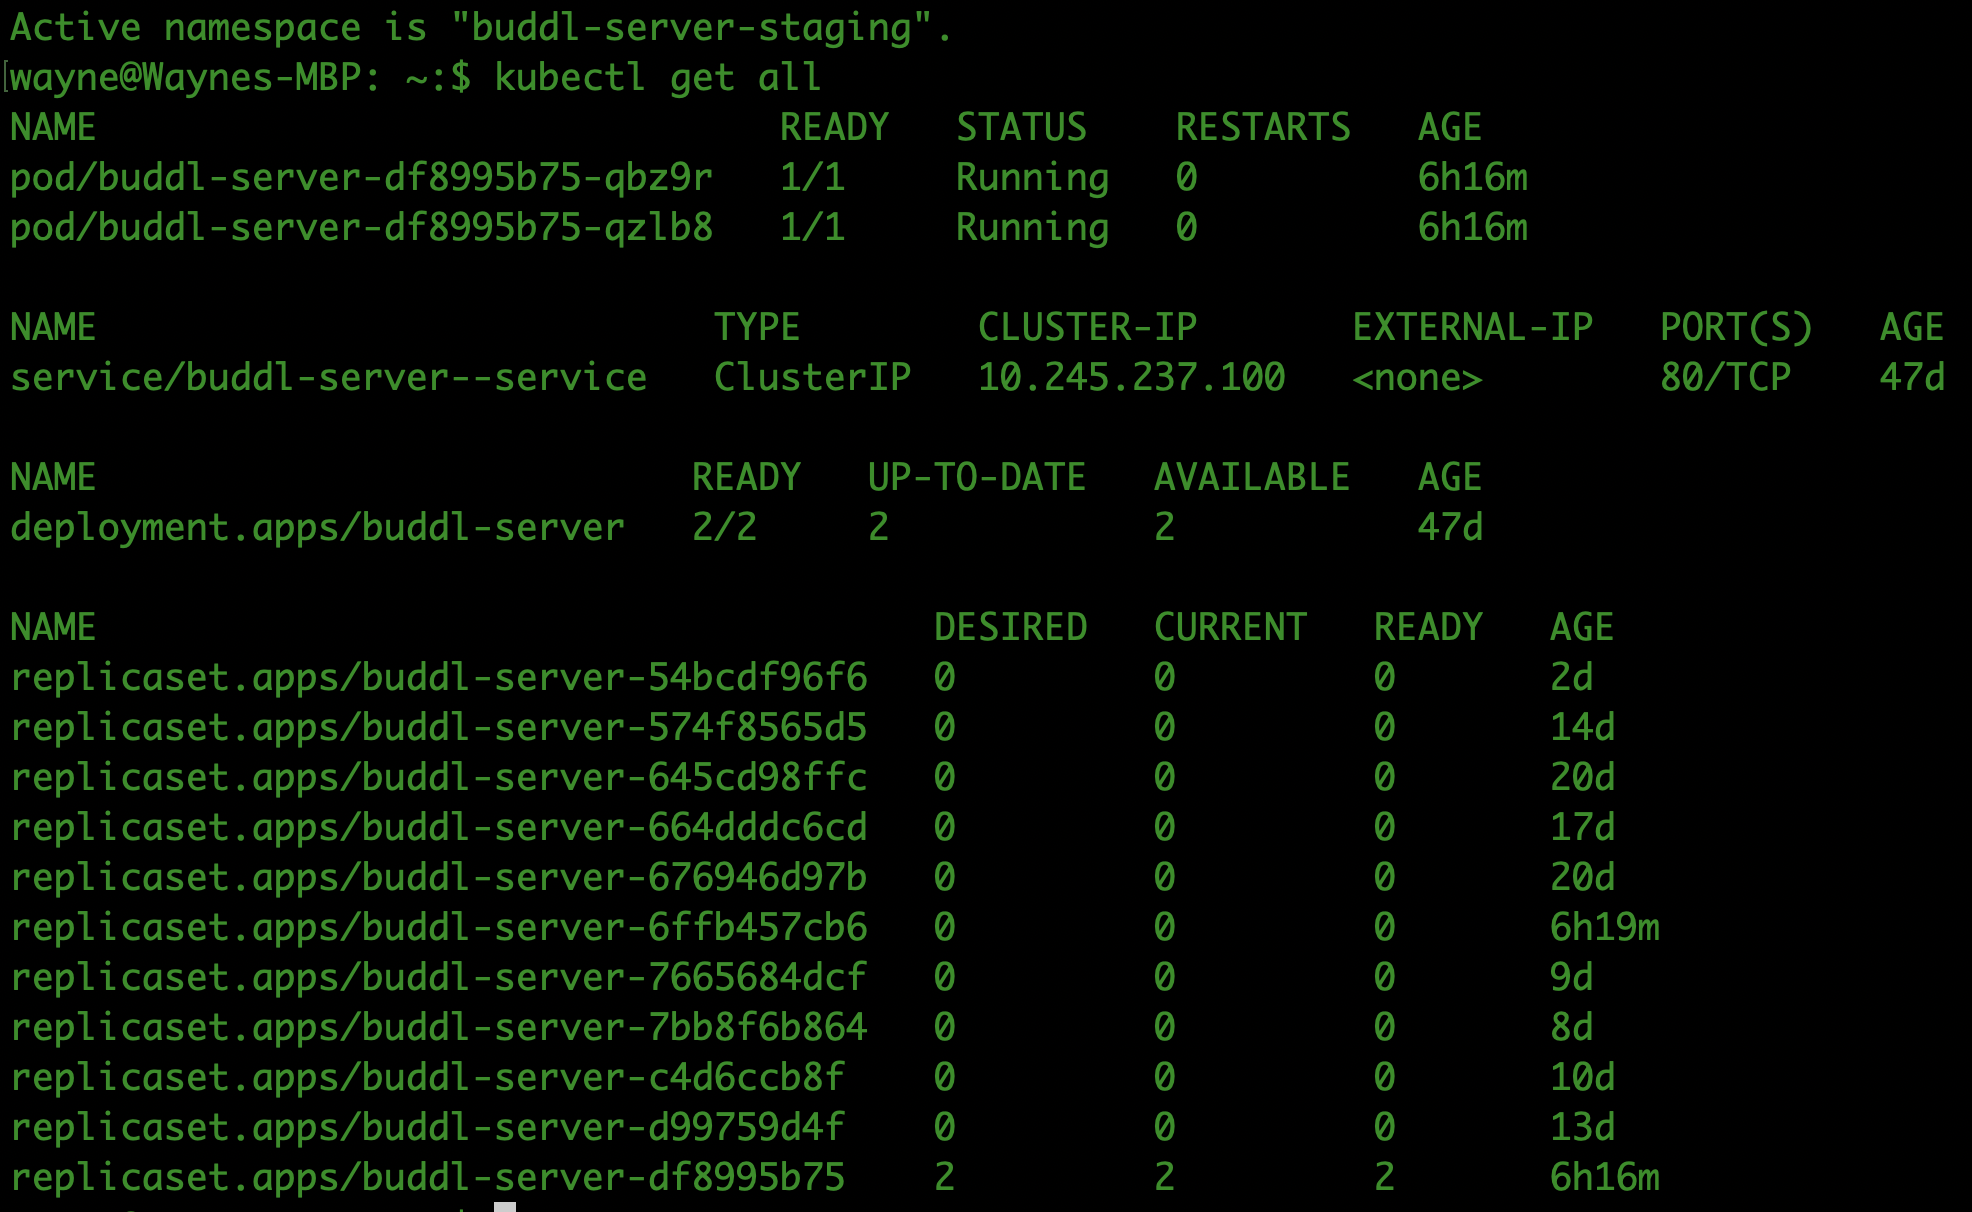 Active namespace is "buddl-server-staging".
[wayne@Waynes-MBP: ~:$ kubectl get all
NAME READY STATUS RESTARTS AGE
pod/buddl-server-df8995b75-qbz9r 1/1 Running 0 6h16m
pod/buddl-server-df8995b75-qzlb8 1/1 Running 0 6h16m
NAME TYPE CLUSTER-IP EXTERNAL-IP PORT(S) AGE
service/buddl-server--service ClusterIP 10.245.237.100 <none> 80/TCP 47d
NAME READY UP-TO-DATE AVAILABLE AGE
deployment.apps/buddl-server 2/2 2 2 47d
NAME DESIRED CURRENT READY AGE
replicaset.apps/buddl-server-54bcdf96f6 0 0 0 2d
replicaset.apps/buddl-server-574f8565d5 0 0 0 14d
replicaset.apps/buddl-server-645cd98ffc 0 0 0 20d
replicaset.apps/buddl-server-664dddc6cd 0 0 0 17d
replicaset.apps/buddl-server-676946d97b 0 0 0 20d
replicaset.apps/buddl-server-6ffb457cb6 0 0 0 6h19m
replicaset.apps/buddl-server-7665684dcf 0 0 0 9d
replicaset.apps/buddl-server-7bb8f6b864 0 0 0 8d
replicaset.apps/buddl-server-c4d6ccb8f 0 0 0 10d
replicaset.apps/buddl-server-d99759d4f 0 0 0 13d
replicaset.apps/buddl-server-df8995b75 2 2 2 6h16m